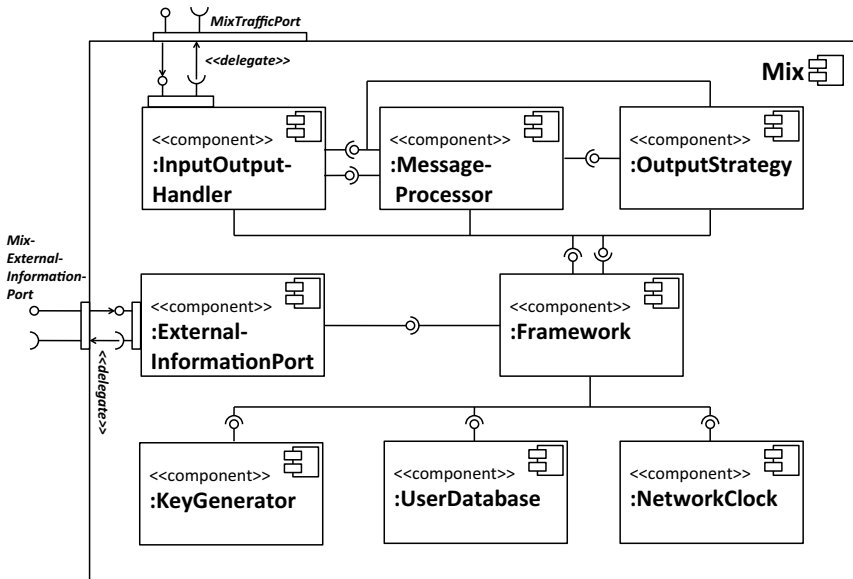 MixTrafficPort
<<delegate>>
Mix
<<component>>
:InputOutput-
Handler
<<component>>
:Message-
Processor
<<component>>
:OutputStrategy
Mix-
External-
Information-
Port
<<component>>
:External-
InformationPort
<<component>>
:Framework
<<delegate>>
<<component>>
:KeyGenerator
<<component>>
:UserDatabase
<<component>>
:NetworkClock